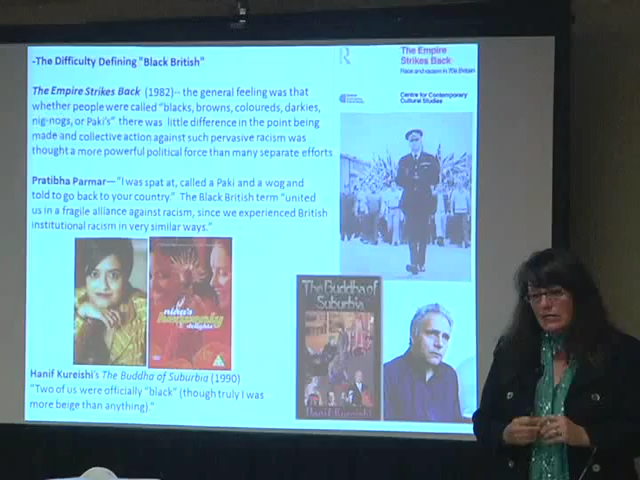 -The Difficulty Defining "Black British"
The Empire Strikes Back (1982)-- the general feeling was that
whether people were called "blacks, browns, coloureds, darkies,
nig-nogs, or Paki's" there was little difference in the point being
made and collective action against such pervasive racism was
thought a more powerful political force than many separate efforts
Pratibha Parmar—"I was spat at, called a Paki and a wog and
told to go back to your country." The Black British term "united
us in a fragile alliance against racism, since we experienced British
institutional racism in very similar ways."
Hanif Kureishi's The Buddha of Suburbia (1990)
"Two of us were officially "black" (though truly I was
more beige than anything)."
R
The Empire
Strikes Back
Race and racism in 70s Britain
Centre for Contemporary
Cultural Studies
nina's
heavenly
delights
The Buddha of
Suburbia
Hanif Kureishi